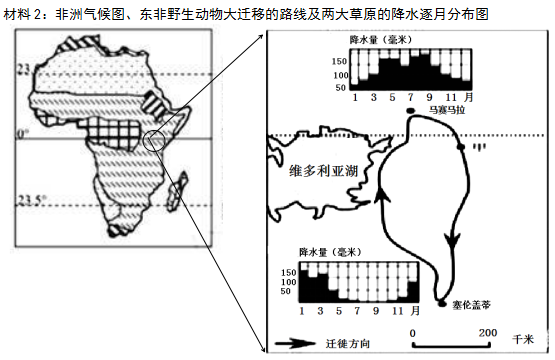 材料2：非洲气候图、东非野生动物大迁移的路线及两大草原的降水逐月分布图
23
0°
23 5°
降水量（毫米）
150
100
50
1 3 5 7 9 11 月
马赛马拉
甲
维多利亚湖
降水量（毫米）
150
100
50
1 3 5 7 9 11 月
塞伦盖蒂
迁徙方向
0 200 千米